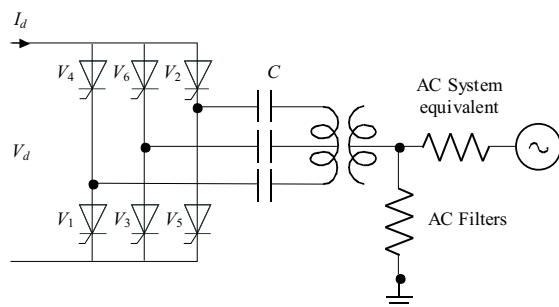 I_d
V_4
V_6
V_2
C
AC System
equivalent
V_d
V_1
V_3
V_5
AC Filters